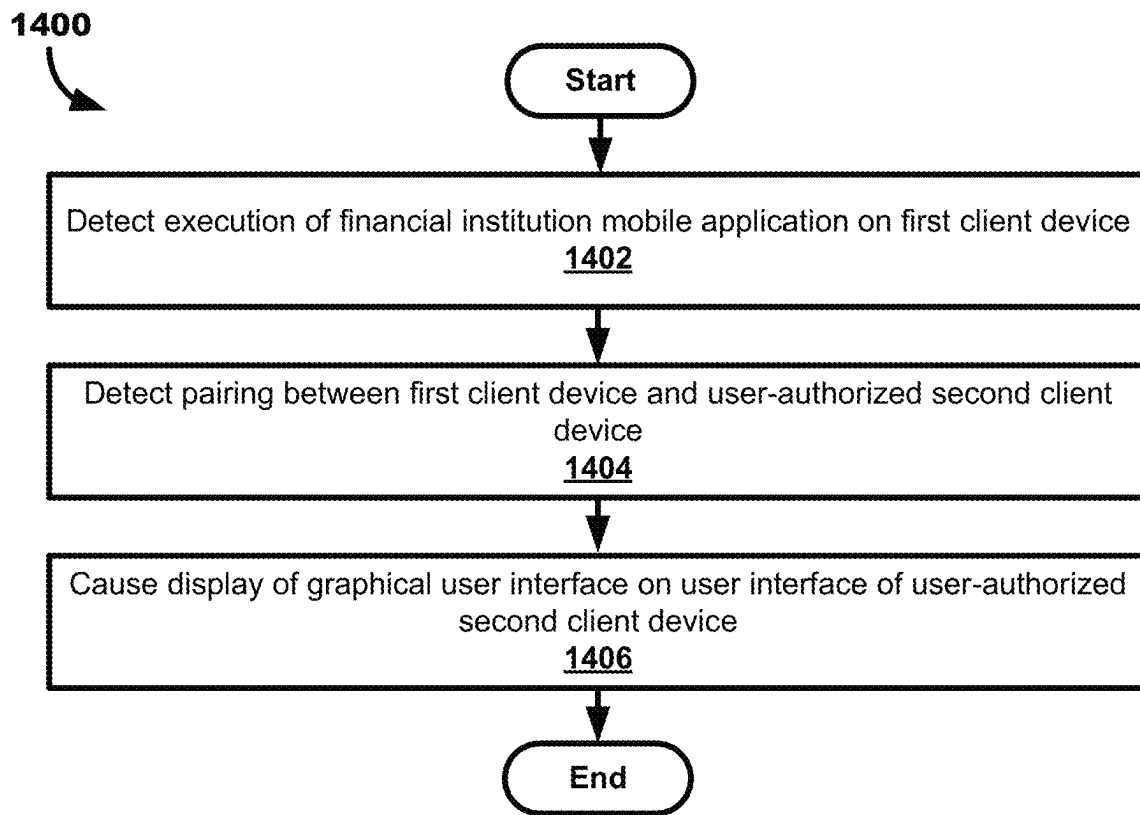 1400
Start
Detect execution of financial institution mobile application on first client device
1402
Detect pairing between first client device and user-authorized second client
device
1404
Cause display of graphical user interface on user interface of user-authorized
second client device
1406
End